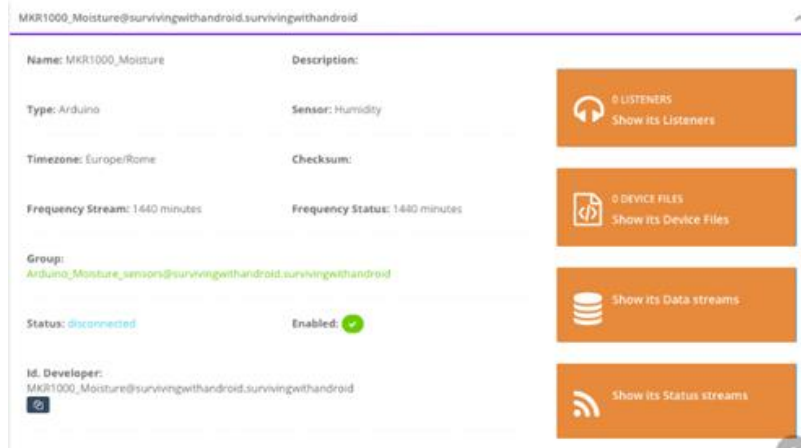 MKR1000_Moisture@survivingwithandroid.survivingwithandroid
Name: MKR1000_Moisture
Description:
Type: Arduino
Sensor: Humidity
Timezone: Europe/Rome
Checksum:
Frequency Stream: 1440 minutes
Frequency Status: 1440 minutes
Group:
Arduino_Moisture_sensors@survivingwithandroid.survivingwithandroid
Status: disconnected
Enabled:
Id. Developer:
MKR1000_Moisture@survivingwithandroid.survivingwithandroid
0 LISTENERS
Show its Listeners
0 DEVICE FILES
Show its Device Files
Show its Data streams
Show its Status streams